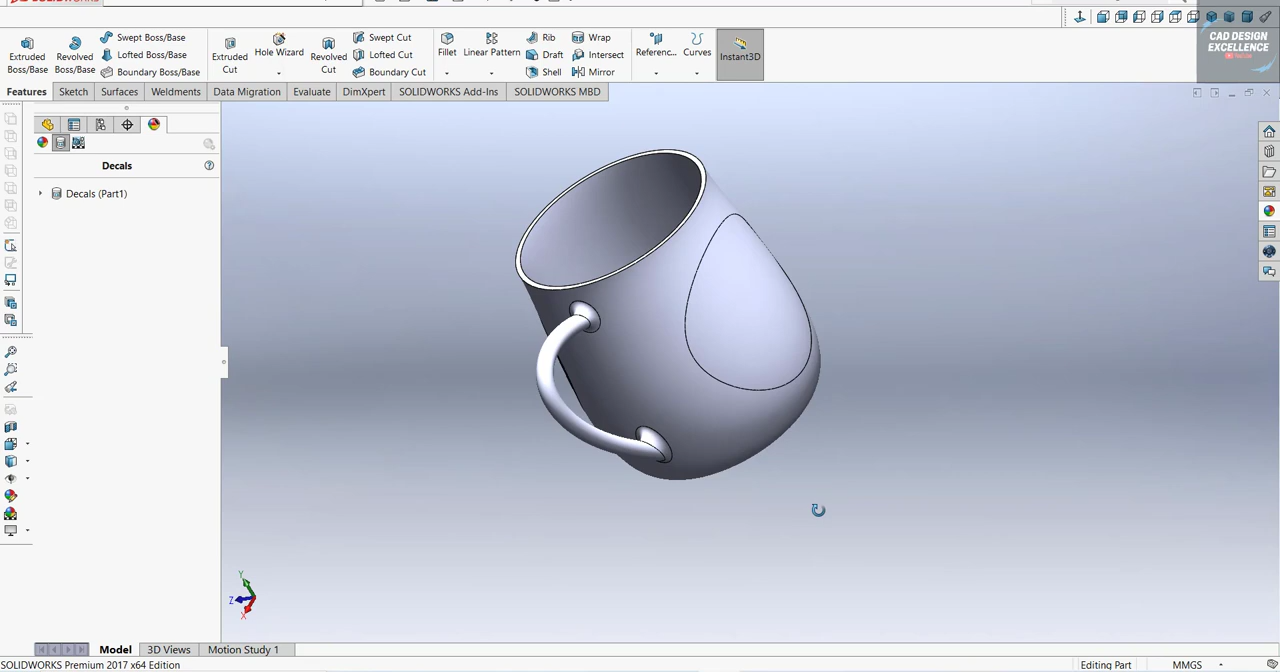 SOLIDWORKS
CAD DESIGN
EXCELLENCE
YouTube
Extruded Boss/Base
Revolved Boss/Base
Swept Boss/Base
Lofted Boss/Base
Boundary Boss/Base
Extruded Cut
Hole Wizard
Revolved Cut
Swept Cut
Lofted Cut
Boundary Cut
Fillet
Linear Pattern
Rib
Draft
Shell
Wrap
Intersect
Mirror
Referenc...
Curves
Instant3D
Features Sketch Surfaces Weldments Data Migration Evaluate DimXpert SOLIDWORKS Add-Ins SOLIDWORKS MBD
Decals
Decals (Part1)
Y
Z
X
Model 3D Views Motion Study 1
SOLIDWORKS Premium 2017 x64 Edition Editing Part MMGS